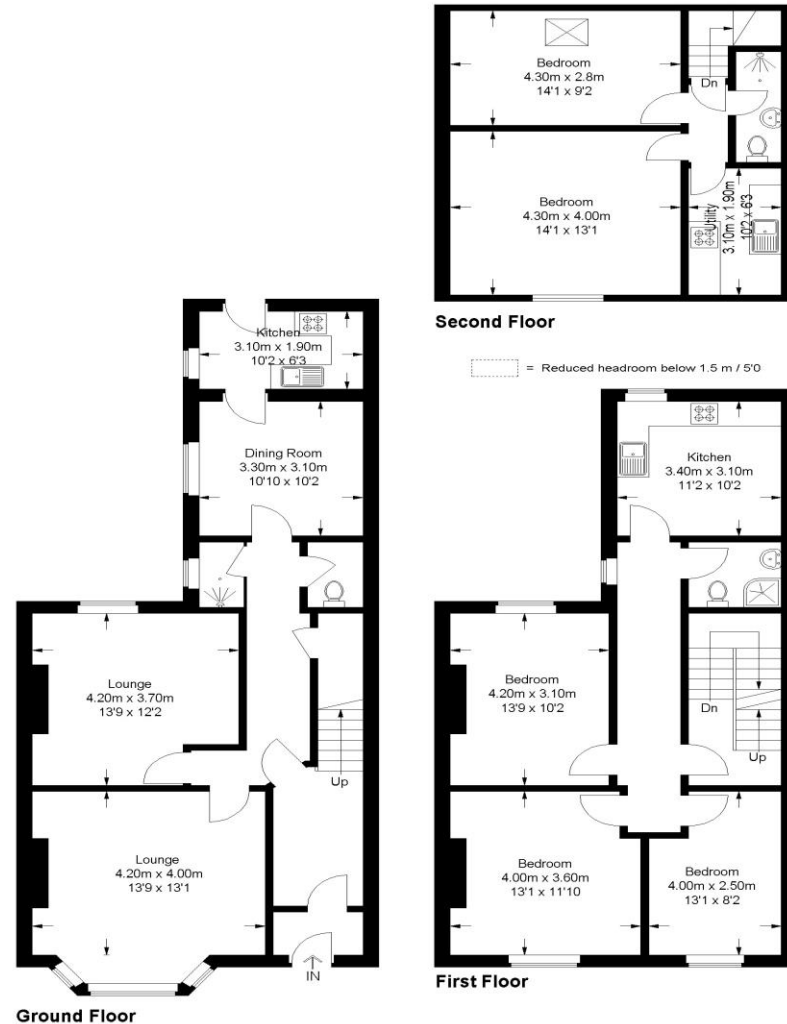 Bedroom
4.30m x 2.8m
14'1 x 9'2
Dn
Bedroom
4.30m x 4.00m
14'1 x 13'1
Utility
3.10m x 1.90m
10'2 x 6'3
Second Floor
= Reduced headroom below 1.5 m / 5'0
Kitchen
3.10m x 1.90m
10'2 x 6'3
Dining Room
3.30m x 3.10m
10'10 x 10'2
Lounge
4.20m x 3.70m
13'9 x 12'2
Up
Lounge
4.20m x 4.00m
13'9 x 13'1
IN
Ground Floor
Kitchen
3.40m x 3.10m
11'2 x 10'2
Bedroom
4.20m x 3.10m
13'9 x 10'2
Dn
Up
Bedroom
4.00m x 3.60m
13'1 x 11'10
Bedroom
4.00m x 2.50m
13'1 x 8'2
First Floor